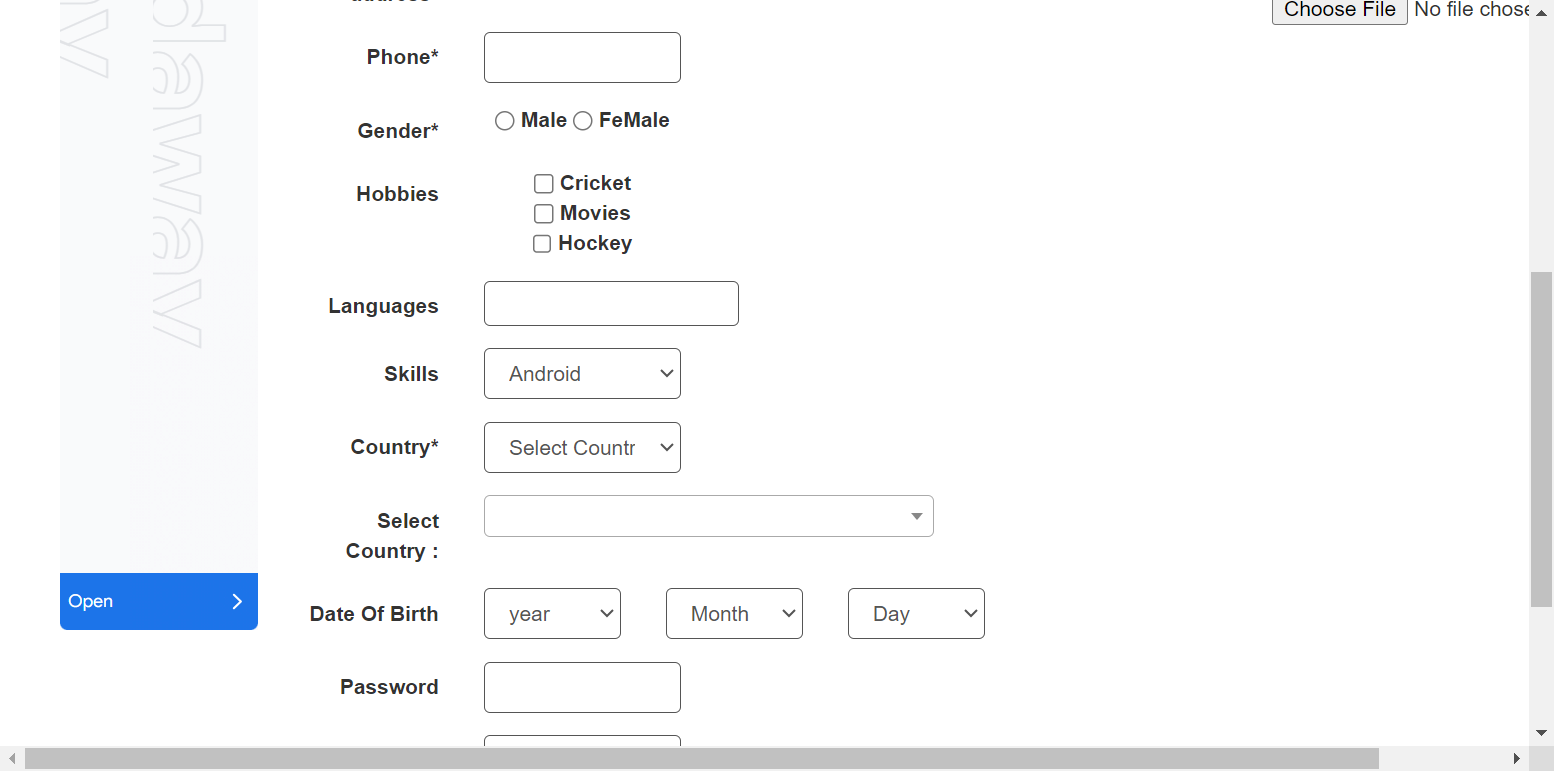 Choose File No file chose
Phone*
Gender* Male FeMale
Hobbies
Cricket
Movies
Hockey
Languages
Skills Android
Country* Select Countr
Select
Country :
Open
Date Of Birth year Month Day
Password